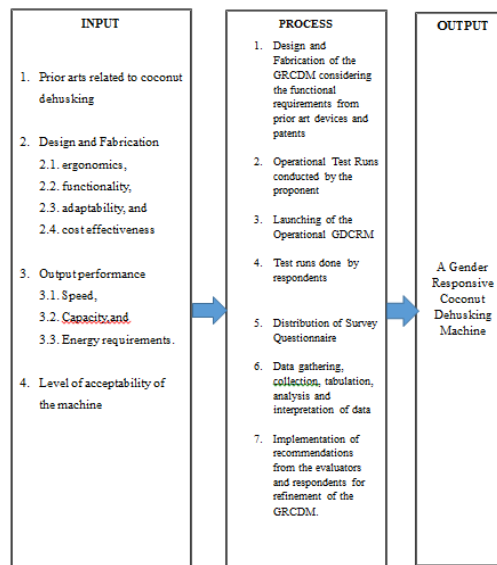 INPUT
1. Prior arts related to coconut
dehusking
2. Design and Fabrication
2.1. ergonomics,
2.2. functionality,
2.3. adaptability, and
2.4. cost effectiveness
3. Output performance
3.1. Speed,
3.2. Capacity,and
3.3. Energy requirements.
4. Level of acceptability of
the machine
PROCESS
1. Design and
Fabrication of the
GRCDM considering
the functional
requirements from
prior art devices and
patents
2. Operational Test Runs
conducted by the
proponent
3. Launching of the
Operational GDCRM
4. Test runs done by
respondents
5. Distribution of Survey
Questionnaire
6. Data gathering,
collection, tabulation,
analysis and
interpretation of data
7. Implementation of
recommendations
from the evaluators
and respondents for
refinement of the
GRCDM.
OUTPUT
A Gender
Responsive
Coconut
Dehusking
Machine